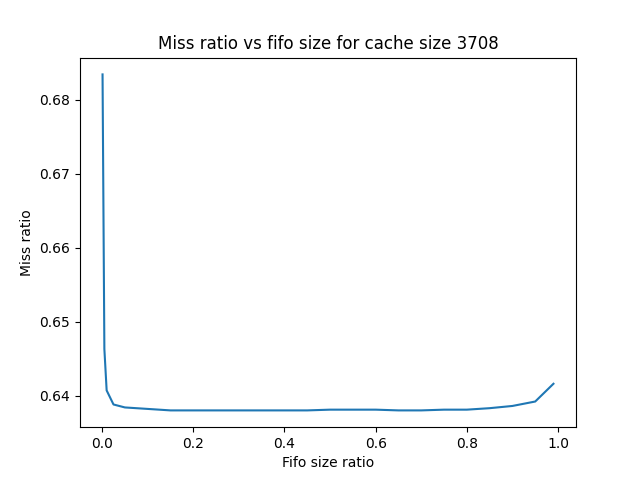 Miss ratio vs fifo size for cache size 3708
0.68
0.67
0.66
0.65
0.64
Miss ratio
0.0 0.2 0.4 0.6 0.8 1.0
Fifo size ratio